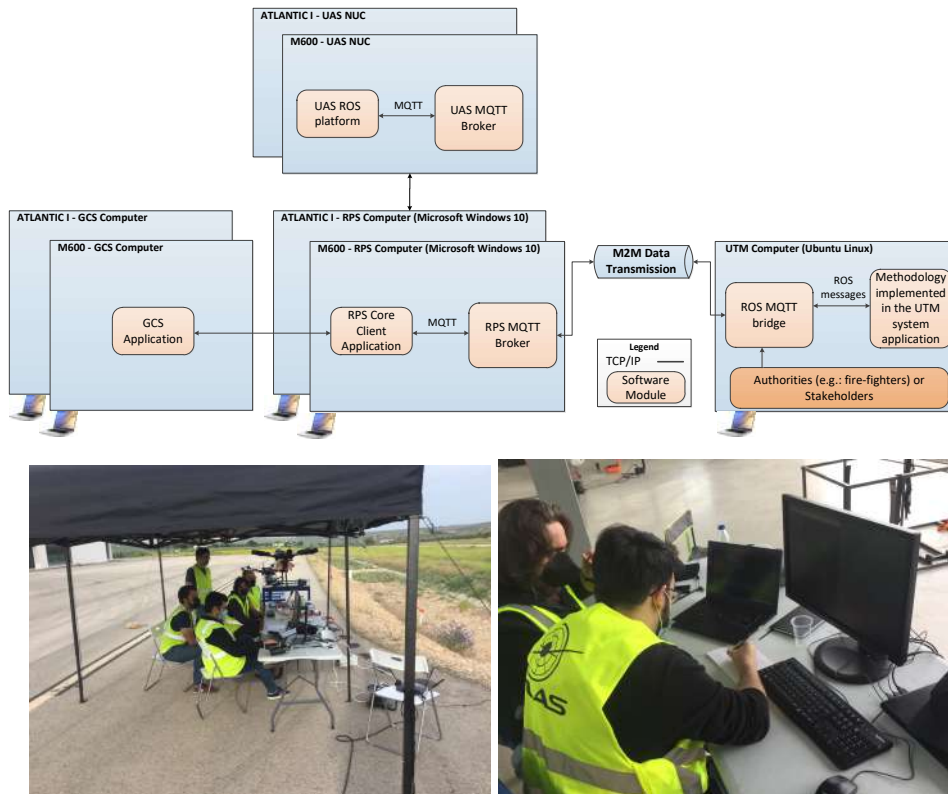 ATLANTIC I - UAS NUC
M600 - UAS NUC
UAS ROS
platform
MQTT
UAS MQTT
Broker
ATLANTIC I - GCS Computer
M600 - GCS Computer
GCS
Application
ATLANTIC I - RPS Computer (Microsoft Windows 10)
M600 - RPS Computer (Microsoft Windows 10)
RPS Core
Client
Application
MQTT
RPS MQTT
Broker
M2M Data
Transmission
Legend
TCP/IP
Software
Module
UTM Computer (Ubuntu Linux)
ROS MQTT
bridge
ROS
messages
Methodology
implemented
in the UTM
system
application
Authorities (e.g.: fire-fighters) or
Stakeholders